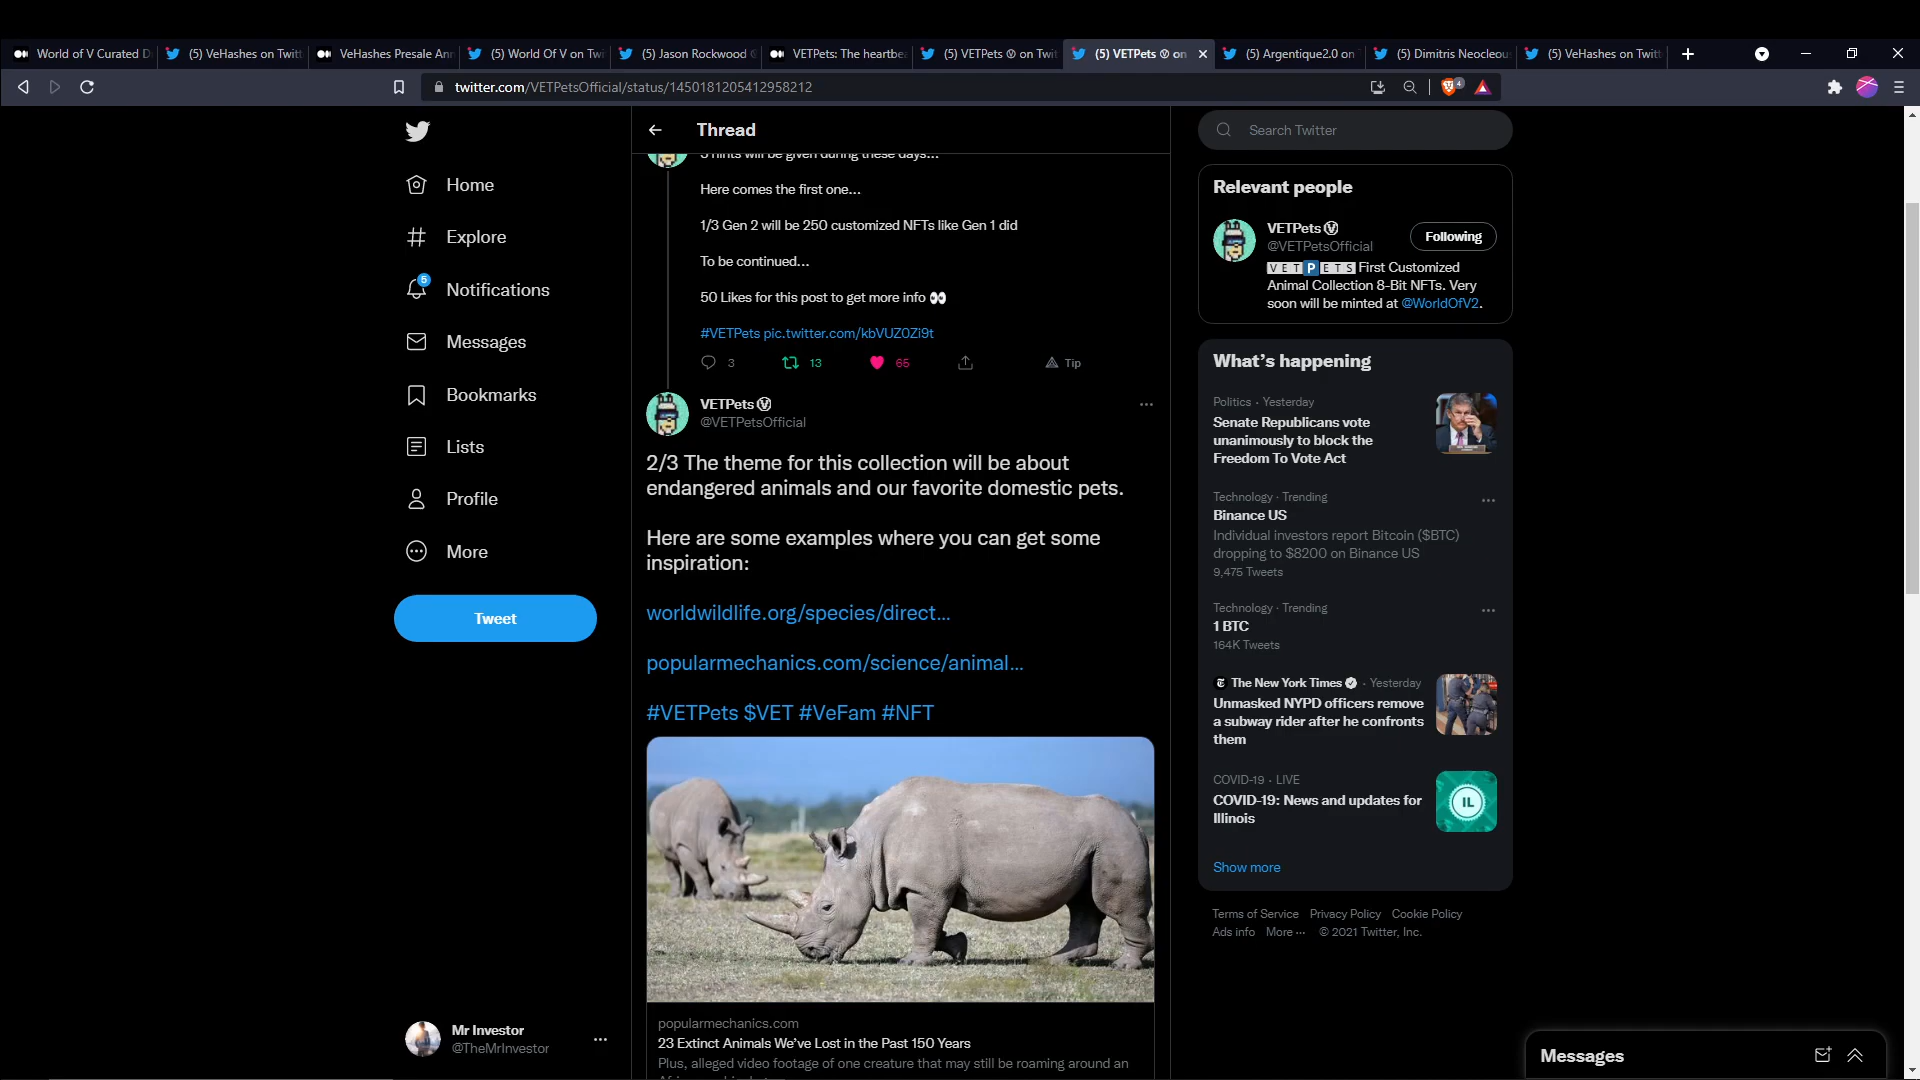 World of V Curated D
(5) VeHashes on Twitt
VeHashes Presale Ann
(5) World Of V on Twi
(5) Jason Rockwood
VETPets: The heartbe
(5) VETPets Ⓥ on Twit
(5) VETPets Ⓥ on
(5) Argentique2.0 on
(5) Dimitris Neocleou
(5) VeHashes on Twitt
twitter.com/VETPetsOfficial/status/1450181205412958212
4
Home
Explore
5
Notifications
Messages
Bookmarks
Lists
Profile
More
Tweet
Mr Investor
@TheMrInvestor
Thread
3 hints will be given during these days...
Here comes the first one...
1/3 Gen 2 will be 250 customized NFTs like Gen 1 did
To be continued...
50 Likes for this post to get more info 👀
#VETPets pic.twitter.com/kbVUZ0Zi9t
3
13
65
Tip
VETPets Ⓥ
@VETPetsOfficial
2/3 The theme for this collection will be about
endangered animals and our favorite domestic pets.
Here are some examples where you can get some
inspiration:
worldwildlife.org/species/direct...
popularmechanics.com/science/animal...
#VETPets $VET #VeFam #NFT
popularmechanics.com
23 Extinct Animals We've Lost in the Past 150 Years
Plus, alleged video footage of one creature that may still be roaming around an
Search Twitter
Relevant people
VETPets Ⓥ
@VETPetsOfficial
Following
🆅🅴🆃🅿🅴🆃🆂 First Customized
Animal Collection 8-Bit NFTs. Very
soon will be minted at @WorldOfV2.
What's happening
Politics · Yesterday
Senate Republicans vote
unanimously to block the
Freedom To Vote Act
Technology · Trending
Binance US
Individual investors report Bitcoin ($BTC)
dropping to $8200 on Binance US
9,475 Tweets
Technology · Trending
1 BTC
164K Tweets
The New York Times · Yesterday
Unmasked NYPD officers remove
a subway rider after he confronts
them
COVID-19 · LIVE
COVID-19: News and updates for
Illinois
IL
Show more
Terms of Service Privacy Policy Cookie Policy
Ads info More ··· © 2021 Twitter, Inc.
Messages